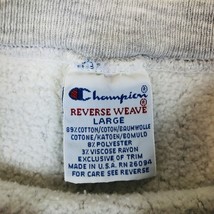 Champion
REVERSE WEAVE
LARGE
89% COTTON/COTON/BAUMWOLLE
COTONE/KATOEN/BOMULD
8% POLYESTER
3% VISCOSE RAYON
EXCLUSIVE OF TRIM
MADE IN U.S.A. RN 26094
FOR CARE SEE REVERSE